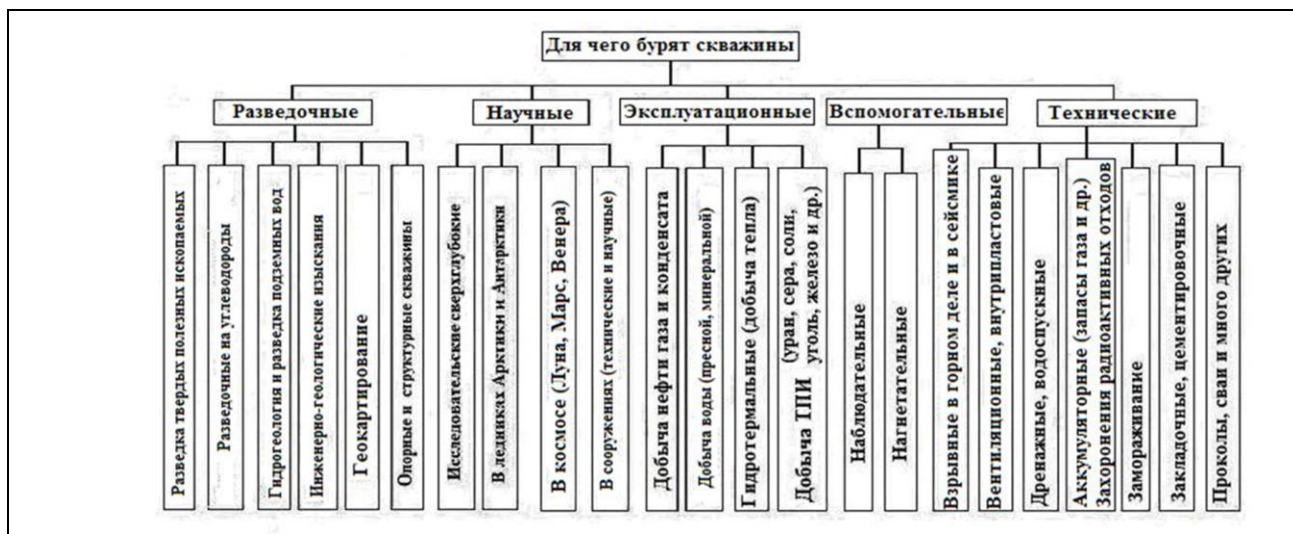 Для чего бурят скважины
Разведочные
Научные
Эксплуатационные
Вспомогательные
Технические
Разведка твердых полезных ископаемых
Разведочные на углеводороды
Гидрогеология и разведка подземных вод
Инженерно-геологические изыскания
Геокартирование
Опорные и структурные скважины
Исследовательские сверхглубокие
В ледниках Арктики и Антарктики
В космосе (Луна, Марс, Венера)
В сооружениях (технические и научные)
Добыча нефти газа и конденсата
Добыча воды (пресной, минеральной)
Гидротермальные (добыча тепла)
Добыча ТПИ (уран, сера, соли,
уголь, железо и др.)
Наблюдательные
Нагнетательные
Взрывные в горном деле и в сейсмике
Вентиляционные, внутрипластовые
Дренажные, водоспускные
Аккумуляторные (запасы газа и др.)
Захоронения радиоактивных отходов
Замораживание
Закладочные, цементировочные
Проколы, сваи и много других